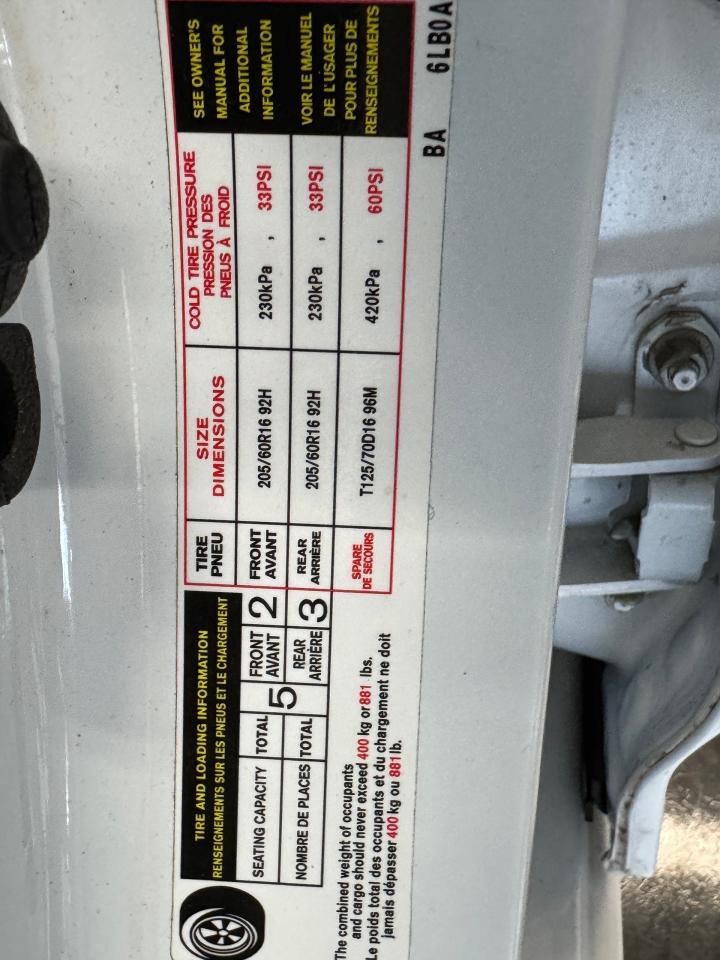 TIRE AND LOADING INFORMATION
RENSEIGNEMENTS SUR LES PNEUS ET LE CHARGEMENT
SEATING CAPACITY TOTAL 5 FRONT AVANT 2
NOMBRE DE PLACES TOTAL REAR ARRIÈRE 3
The combined weight of occupants
and cargo should never exceed 400 kg or 881 lbs.
Le poids total des occupants et du chargement ne doit
jamais dépasser 400 kg ou 881 lb.
TIRE
PNEU
SIZE
DIMENSIONS
COLD TIRE PRESSURE
PRESSION DES
PNEUS À FROID
FRONT
AVANT
205/60R16 92H
230kPa , 33PSI
REAR
ARRIÈRE
205/60R16 92H
230kPa , 33PSI
SPARE
DE SECOURS
T125/70D16 96M
420kPa , 60PSI
SEE OWNER'S
MANUAL FOR
ADDITIONAL
INFORMATION
VOIR LE MANUEL
DE L'USAGER
POUR PLUS DE
RENSEIGNEMENTS
BA 6LB0A